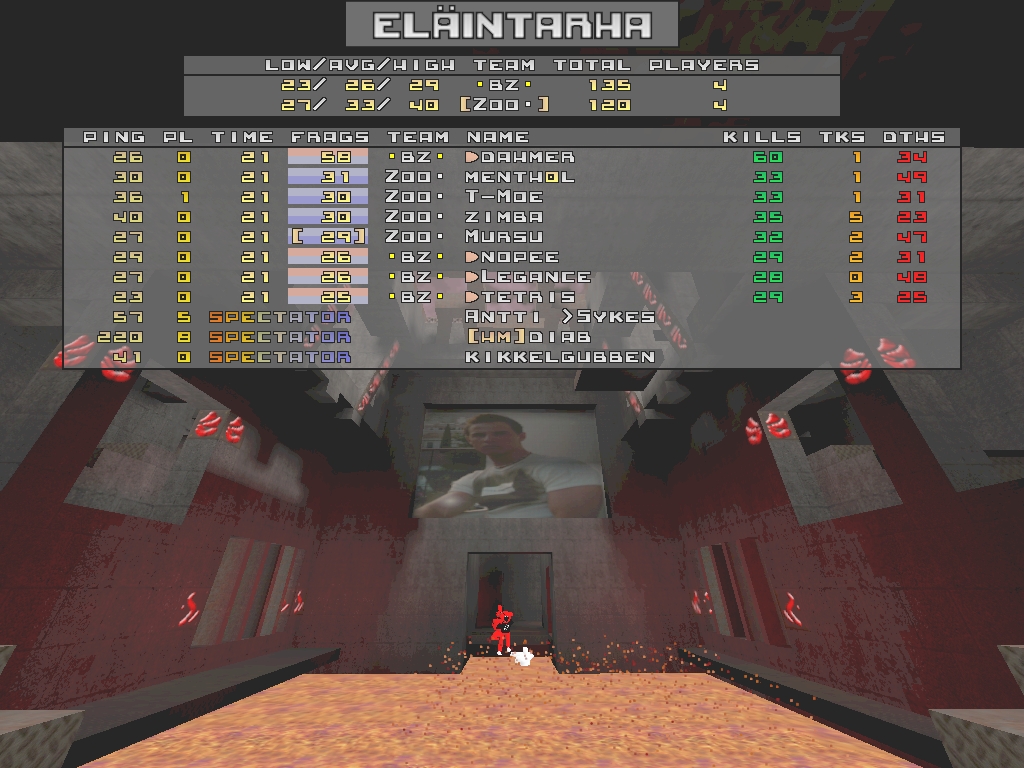 ELÄINTARHA
LOW/AVG/HIGH TEAM TOTAL PLAYERS
23/ 26/ 29 ·BZ· 135 4
27/ 33/ 40 [ZOO·] 120 4
PING PL TIME FRAGS TEAM NAME KILLS TKS DTHS
26 0 21 58 ·BZ· DAHMER 60 1 34
30 0 21 31 ZOO· MENTHOL 33 1 49
36 1 21 30 ZOO· T-MOE 33 1 31
40 0 21 30 ZOO· ZIMBA 35 5 23
27 0 21 [ 29] ZOO· MURSU 32 2 47
29 0 21 26 ·BZ· NOPEE 29 2 31
27 0 21 26 ·BZ· LEGANCE 28 0 48
23 0 21 25 ·BZ· TETRIS 29 3 26
57 5 SPECTATOR ANTTI >SYKES
220 8 SPECTATOR [HM]DIAB
41 0 SPECTATOR KIKKELGUBBEN